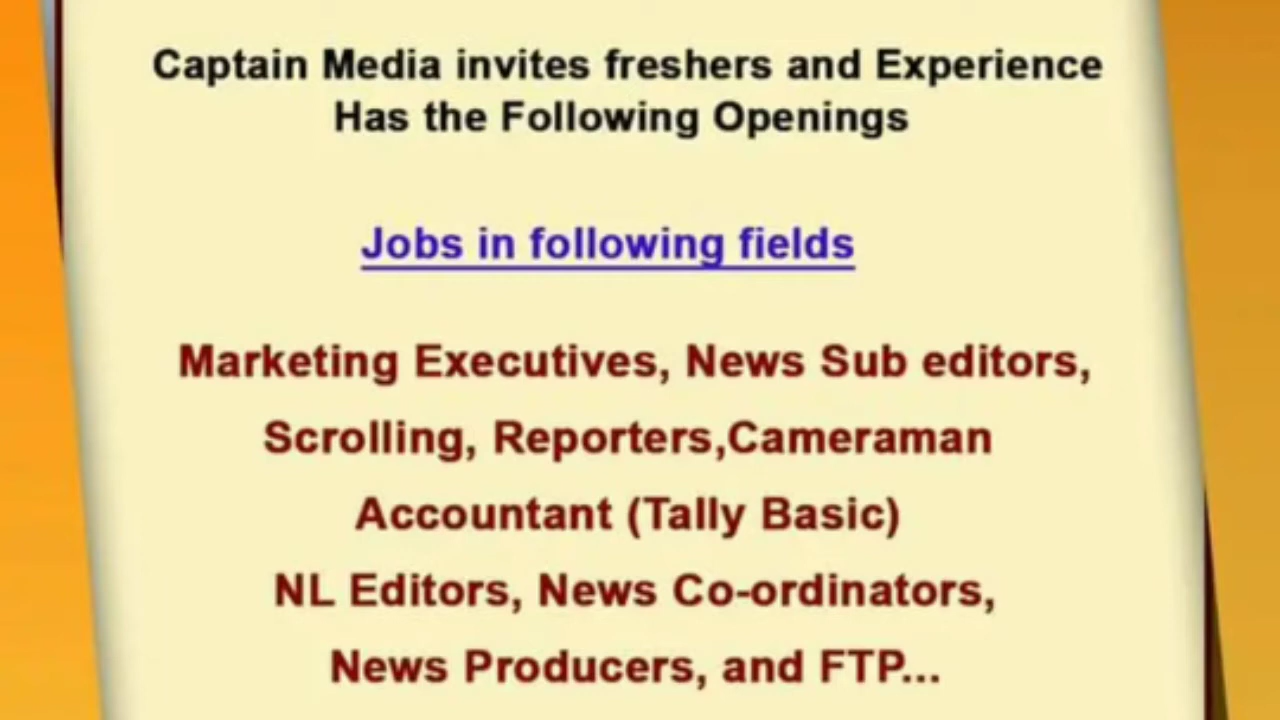 Captain Media invites freshers and Experience
Has the Following Openings
Jobs in following fields
Marketing Executives, News Sub editors,
Scrolling, Reporters,Cameraman
Accountant (Tally Basic)
NL Editors, News Co-ordinators,
News Producers, and FTP...